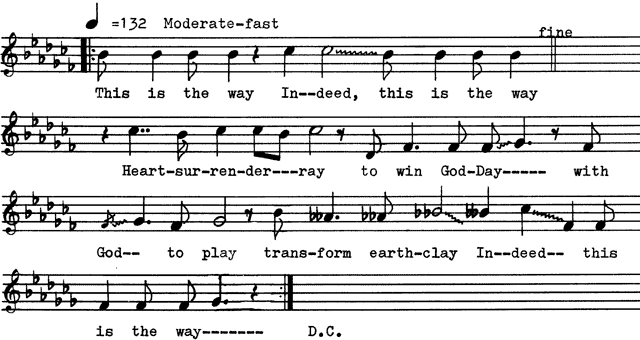 =132 Moderate-fast
fine
This is the way In--deed, this is the way
Heart-sur-ren-der---ray to win God-Day----- with
God-- to play trans-form earth-clay In--deed-- this
is the way------- D.C.